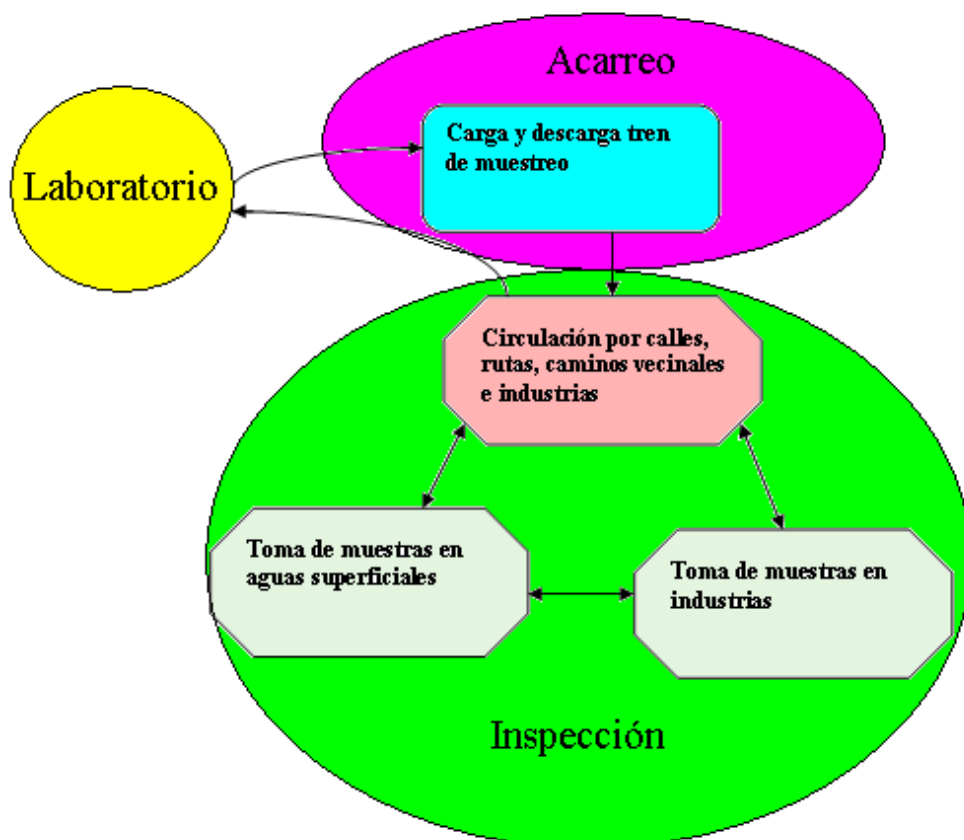 Acarreo
Carga y descarga tren
de muestreo
Laboratorio
Circulación por calles,
rutas, caminos vecinales
e industrias
Toma de muestras en
aguas superficiales
Toma de muestras en
industrias
Inspección